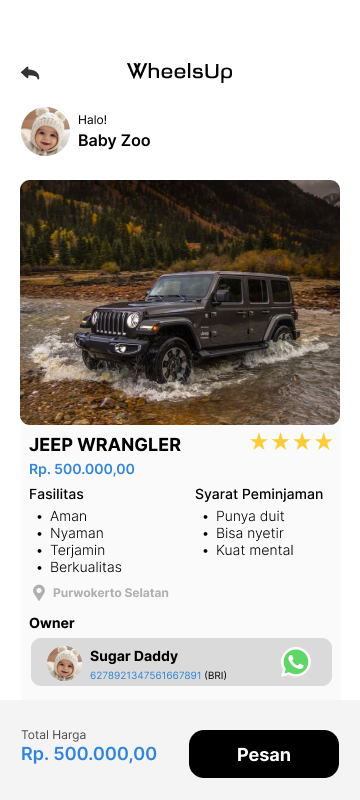 WheelsUp
Halo!
Baby Zoo
JEEP WRANGLER
Rp. 500.000,00
Fasilitas
• Aman
• Nyaman
• Terjamin
• Berkualitas
Syarat Peminjaman
• Punya duit
• Bisa nyetir
• Kuat mental
Purwokerto Selatan
Owner
Sugar Daddy
6278921347561667891 (BRI)
Total Harga
Rp. 500.000,00
Pesan